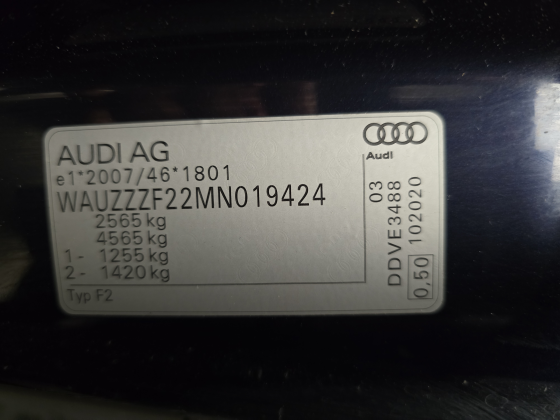 AUDI AG
e1*2007/46*1801
WAUZZZF22MN019424
2565 kg
4565 kg
1- 1255 kg
2- 1420 kg
Typ F2
Audi
03
DDVE3488
102020
0,50